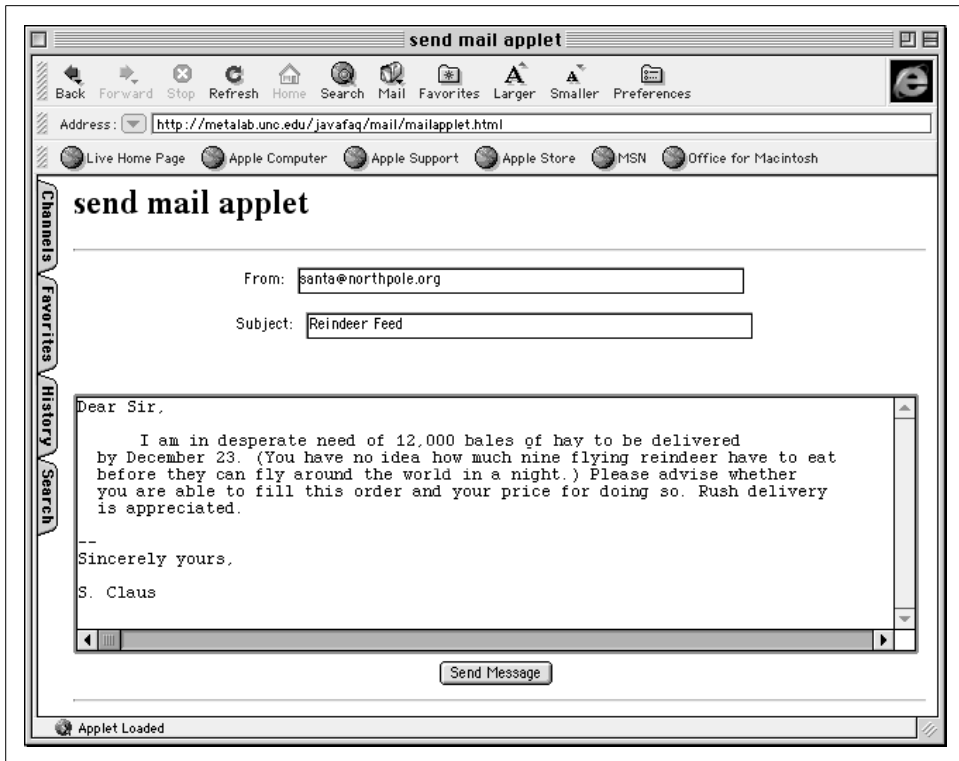 send mail applet
Back Forward Stop Refresh Home Search Mail Favorites Larger Smaller Preferences
Address: http://metalab.unc.edu/javafaq/mail/mailapplet.html
Live Home Page Apple Computer Apple Support Apple Store MSN Office for Macintosh
Channels
Favorites
History
Search
send mail applet
From: santa@northpole.org
Subject: Reindeer Feed
Dear Sir,
I am in desperate need of 12,000 bales of hay to be delivered
by December 23. (You have no idea how much nine flying reindeer have to eat
before they can fly around the world in a night.) Please advise whether
you are able to fill this order and your price for doing so. Rush delivery
is appreciated.
--
Sincerely yours,
S. Claus
Send Message
Applet Loaded